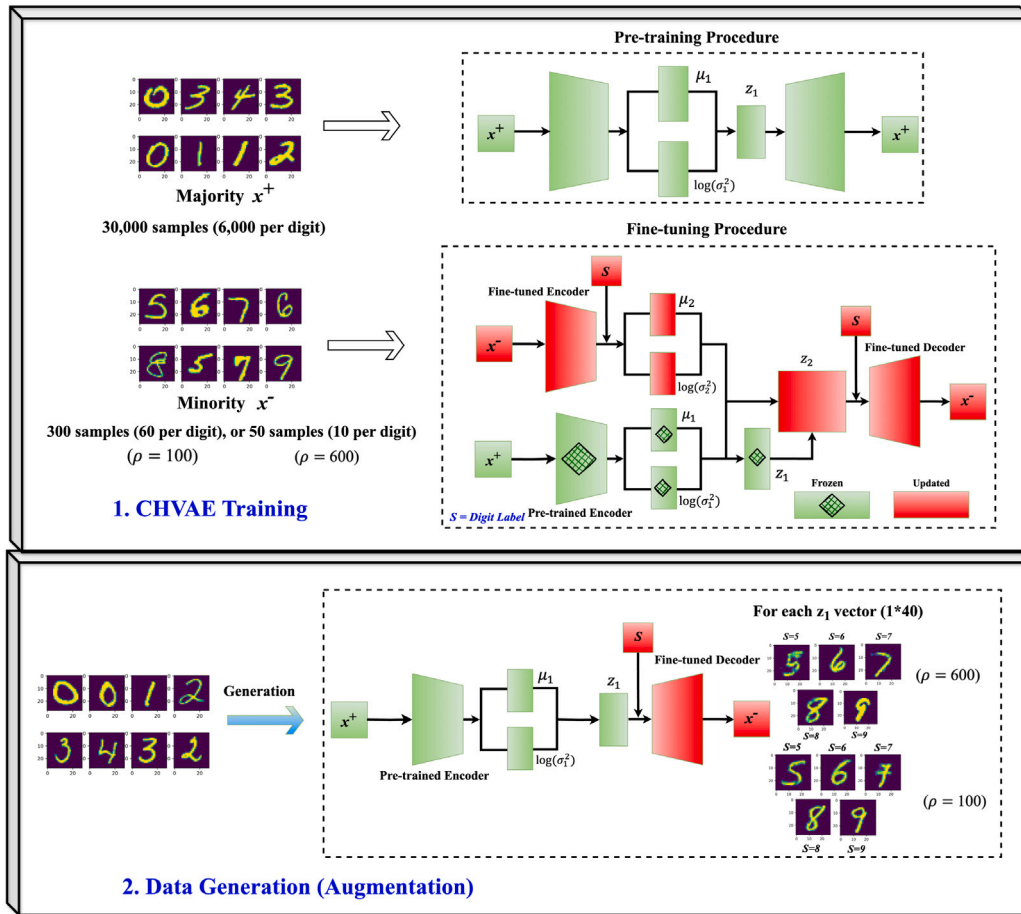 Pre-training Procedure
μ₁
z₁
x⁺
x⁺
log(σ₁²)
Majority x⁺
30,000 samples (6,000 per digit)
Fine-tuning Procedure
S
Fine-tuned Encoder
μ₂
S
Fine-tuned Decoder
x⁻
z₂
log(σ₂²)
x⁻
Minority x⁻
300 samples (60 per digit), or 50 samples (10 per digit)
(ρ = 100) (ρ = 600)
μ₁
x⁺
z₁
log(σ₁²)
Frozen Updated
S = Digit Label
Pre-trained Encoder
1. CHVAE Training
For each z₁ vector (1*40)
S=5 S=6 S=7
S
Fine-tuned Decoder
(ρ = 600)
Generation
μ₁
z₁
x⁺
x⁻
S=8 S=9
log(σ₁²)
Pre-trained Encoder
S=5 S=6 S=7
(ρ = 100)
S=8 S=9
2. Data Generation (Augmentation)